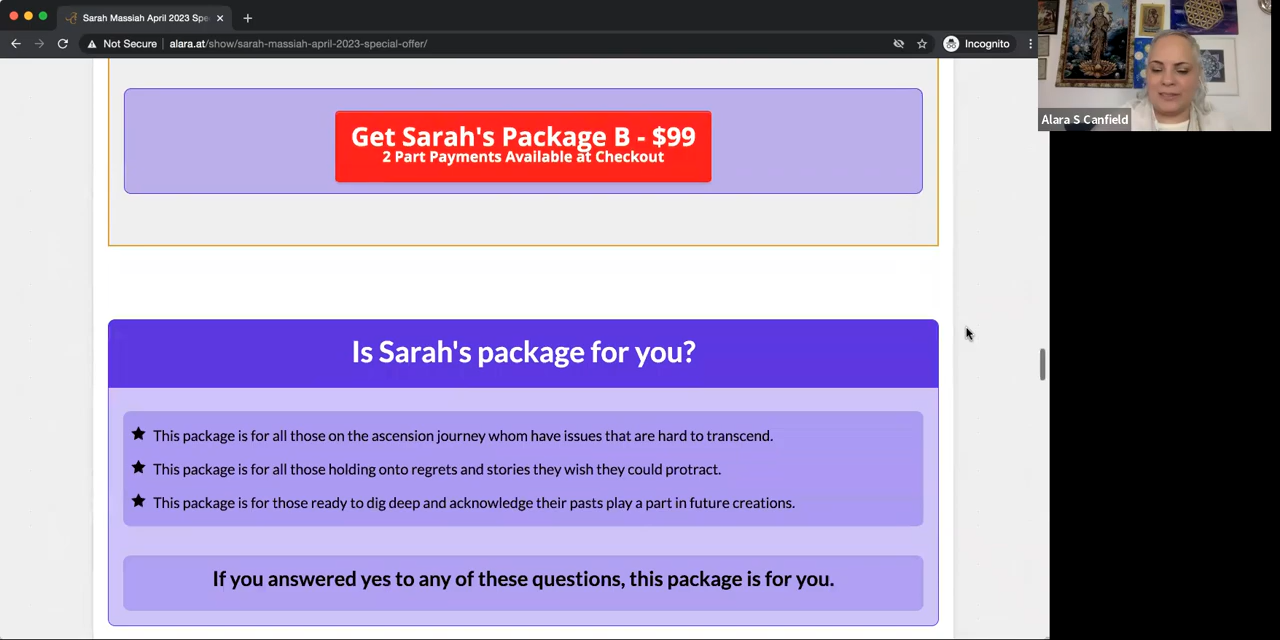 Sarah Massiah April 2023 Spe
Not Secure
alara.at/show/sarah-massiah-april-2023-special-offer/
Incognito
Alara S Canfield
Get Sarah's Package B - $99
2 Part Payments Available at Checkout
Is Sarah's package for you?
This package is for all those on the ascension journey whom have issues that are hard to transcend.
This package is for all those holding onto regrets and stories they wish they could protract.
This package is for those ready to dig deep and acknowledge their pasts play a part in future creations.
If you answered yes to any of these questions, this package is for you.